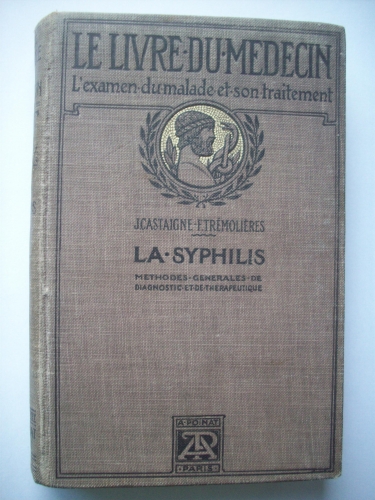 LE LIVRE·DU·MEDECIN
L'examen·du·malade·et·son·traitement
J.CASTAIGNE-F.TRÉMOLIÈRES
LA·SYPHILIS
METHODES·GENERALES·DE
DIAGNOSTIC·ET·DE·THERAPEUTIQUE
A·POINAT
AP
·PARIS·